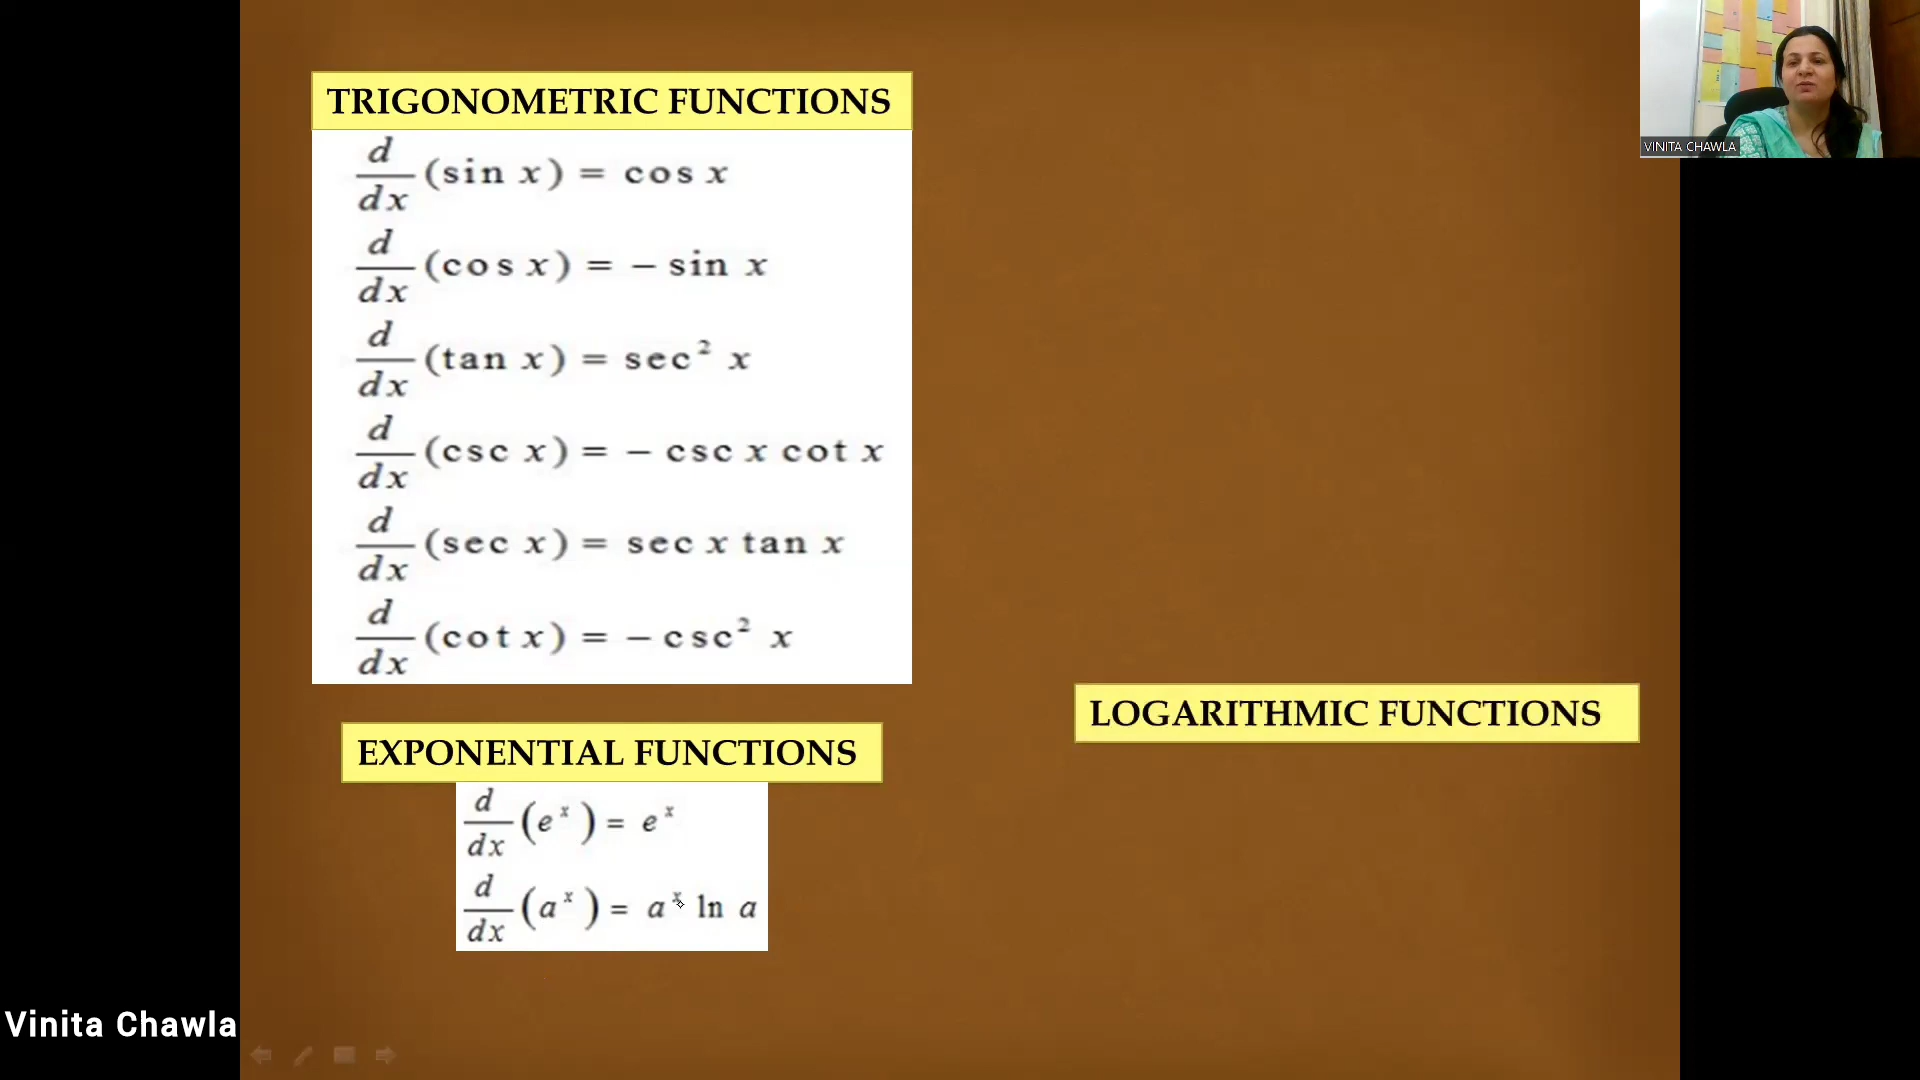 TRIGONOMETRIC FUNCTIONS
d/dx (sin x) = cos x
d/dx (cos x) = − sin x
d/dx (tan x) = sec² x
d/dx (csc x) = − csc x cot x
d/dx (sec x) = sec x tan x
d/dx (cot x) = − csc² x
EXPONENTIAL FUNCTIONS
d/dx (eˣ) = eˣ
d/dx (aˣ) = aˣ ln a
LOGARITHMIC FUNCTIONS
VINITA CHAWLA
Vinita Chawla